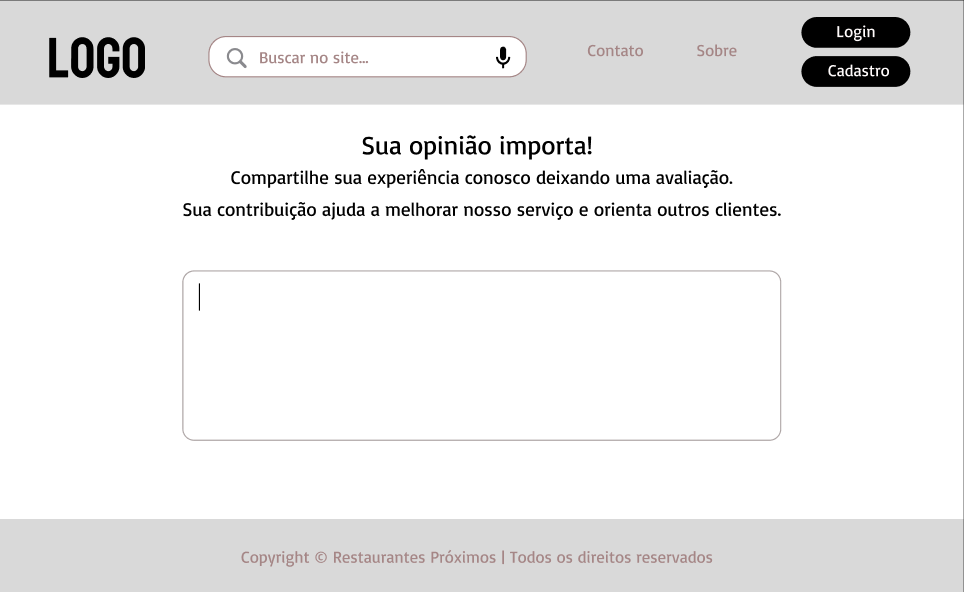 LOGO
Buscar no site...
Contato
Sobre
Login
Cadastro
Sua opinião importa!
Compartilhe sua experiência conosco deixando uma avaliação.
Sua contribuição ajuda a melhorar nosso serviço e orienta outros clientes.
Copyright © Restaurantes Próximos | Todos os direitos reservados